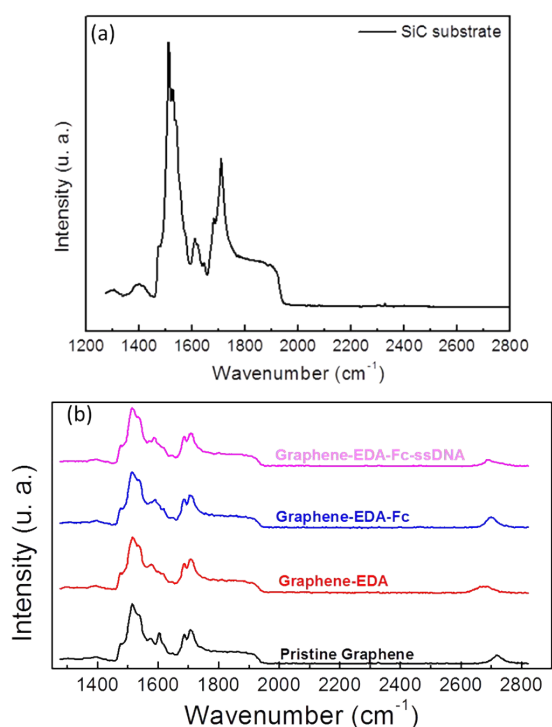 (a)
SiC substrate
Intensity (u. a.)
1200 1400 1600 1800 2000 2200 2400 2600 2800
Wavenumber (cm⁻¹)
(b)
Graphene-EDA-Fc-ssDNA
Graphene-EDA-Fc
Graphene-EDA
Pristine Graphene
Intensity (u. a.)
1400 1600 1800 2000 2200 2400 2600 2800
Wavenumber (cm⁻¹)